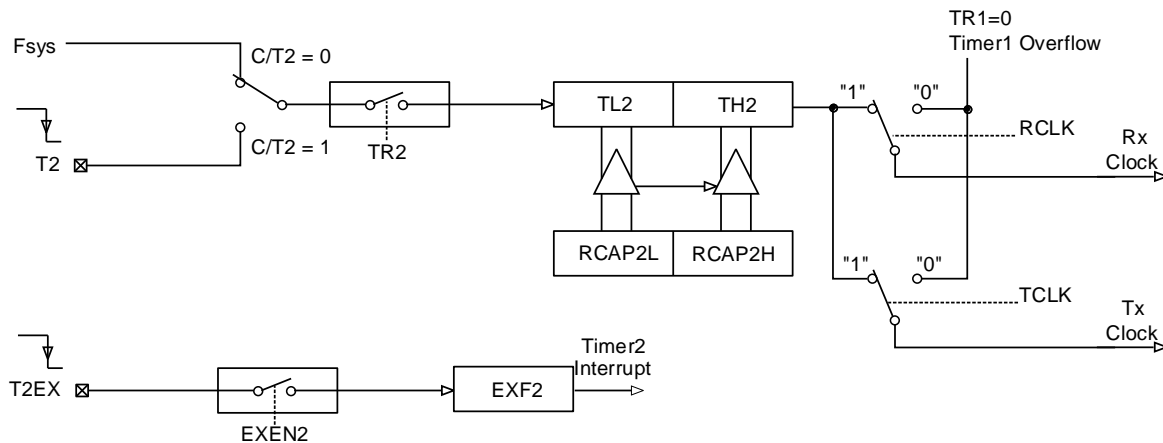 TR1=0
Timer1 Overflow
Fsys
C/T2 = 0
TL2
TH2
"1"
"0"
RCLK
Rx
Clock
T2
C/T2 = 1
TR2
RCAP2L
RCAP2H
"1"
"0"
TCLK
Tx
Clock
Timer2
Interrupt
T2EX
EXF2
EXEN2